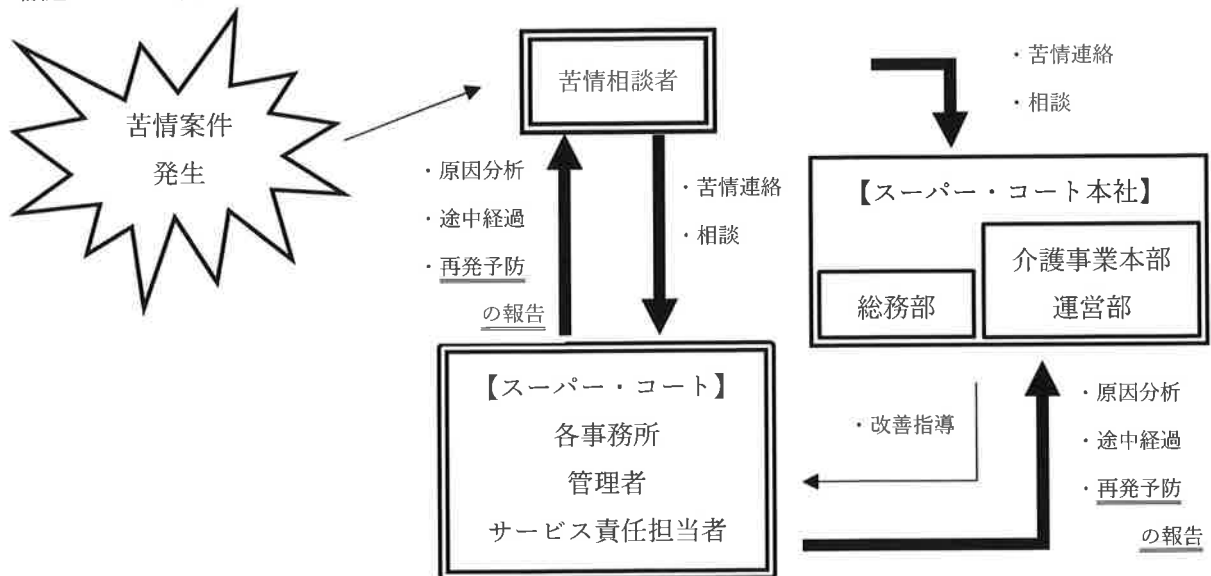 苦情案件
発生
苦情相談者
・原因分析
・途中経過
・再発予防
の報告
・苦情連絡
・相談
・苦情連絡
・相談
【スーパー・コート本社】
総務部
介護事業本部
運営部
【スーパー・コート】
各事務所
管理者
サービス責任担当者
・改善指導
・原因分析
・途中経過
・再発予防
の報告